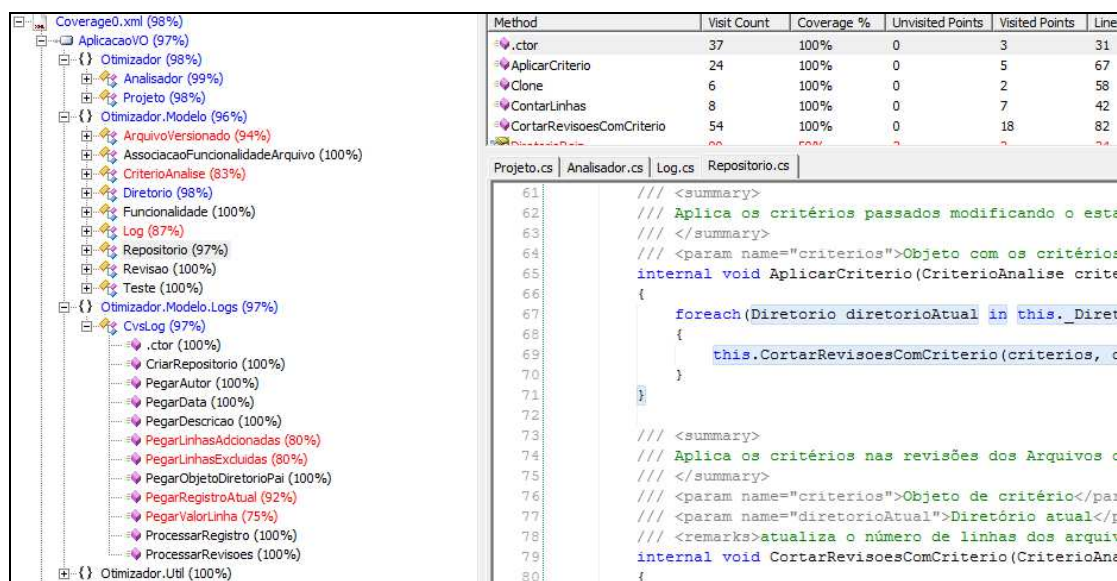 Coverage0.xml (98%)
AplicacaoVO (97%)
{} Otimizador (98%)
Analisador (99%)
Projeto (98%)
{} Otimizador.Modelo (96%)
ArquivoVersionado (94%)
AssociacaoFuncionalidadeArquivo (100%)
CriterioAnalise (83%)
Diretorio (98%)
Funcionalidade (100%)
Log (87%)
Repositorio (97%)
Revisao (100%)
Teste (100%)
{} Otimizador.Modelo.Logs (97%)
CvsLog (97%)
.ctor (100%)
CriarRepositorio (100%)
PegarAutor (100%)
PegarData (100%)
PegarDescricao (100%)
PegarLinhasAdcionadas (80%)
PegarLinhasExcluidas (80%)
PegarObjetoDiretorioPai (100%)
PegarRegistroAtual (92%)
PegarValorLinha (75%)
ProcessarRegistro (100%)
ProcessarRevisoes (100%)
{} Otimizador.Util (100%)
Method Visit Count Coverage % Unvisited Points Visited Points Line
.ctor 37 100% 0 3 31
AplicarCriterio 24 100% 0 5 67
Clone 6 100% 0 2 58
ContarLinhas 8 100% 0 7 42
CortarRevisoesComCriterio 54 100% 0 18 82
Projeto.cs Analisador.cs Log.cs Repositorio.cs
61 /// <summary>
62 /// Aplica os critérios passados modificando o esta
63 /// </summary>
64 /// <param name="criterios">Objeto com os critérios
65 internal void AplicarCriterio(CriterioAnalise crite
66 {
67 foreach(Diretorio diretorioAtual in this._Diret
68 {
69 this.CortarRevisoesComCriterio(criterios, d
70 }
71 }
72
73 /// <summary>
74 /// Aplica os critérios nas revisões dos Arquivos d
75 /// </summary>
76 /// <param name="criterios">Objeto de critério</par
77 /// <param name="diretorioAtual">Diretório atual</p
78 /// <remarks>atualiza o número de linhas dos arquiv
79 internal void CortarRevisoesComCriterio(CriterioAna
80 {